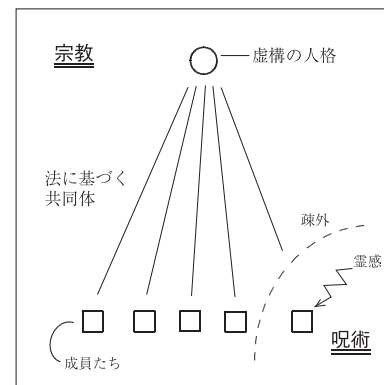 宗教
虚構の人格
法に基づく
共同体
疎外
霊感
呪術
成員たち